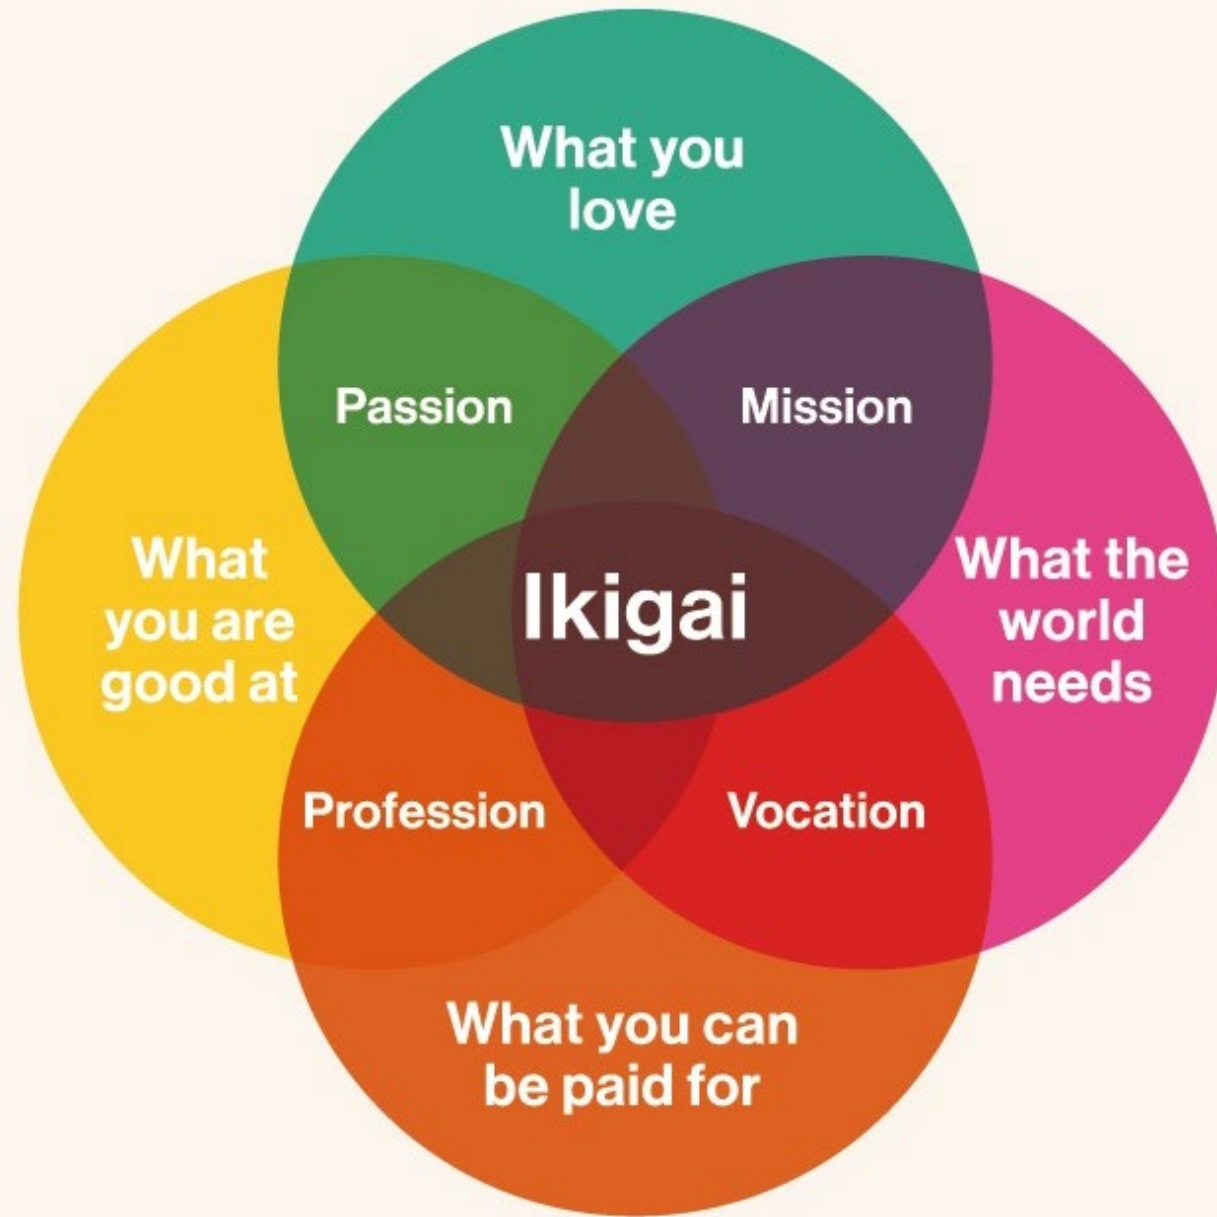 What you
love
Passion
Mission
What
you are
good at
Ikigai
What the
world
needs
Profession
Vocation
What you can
be paid for